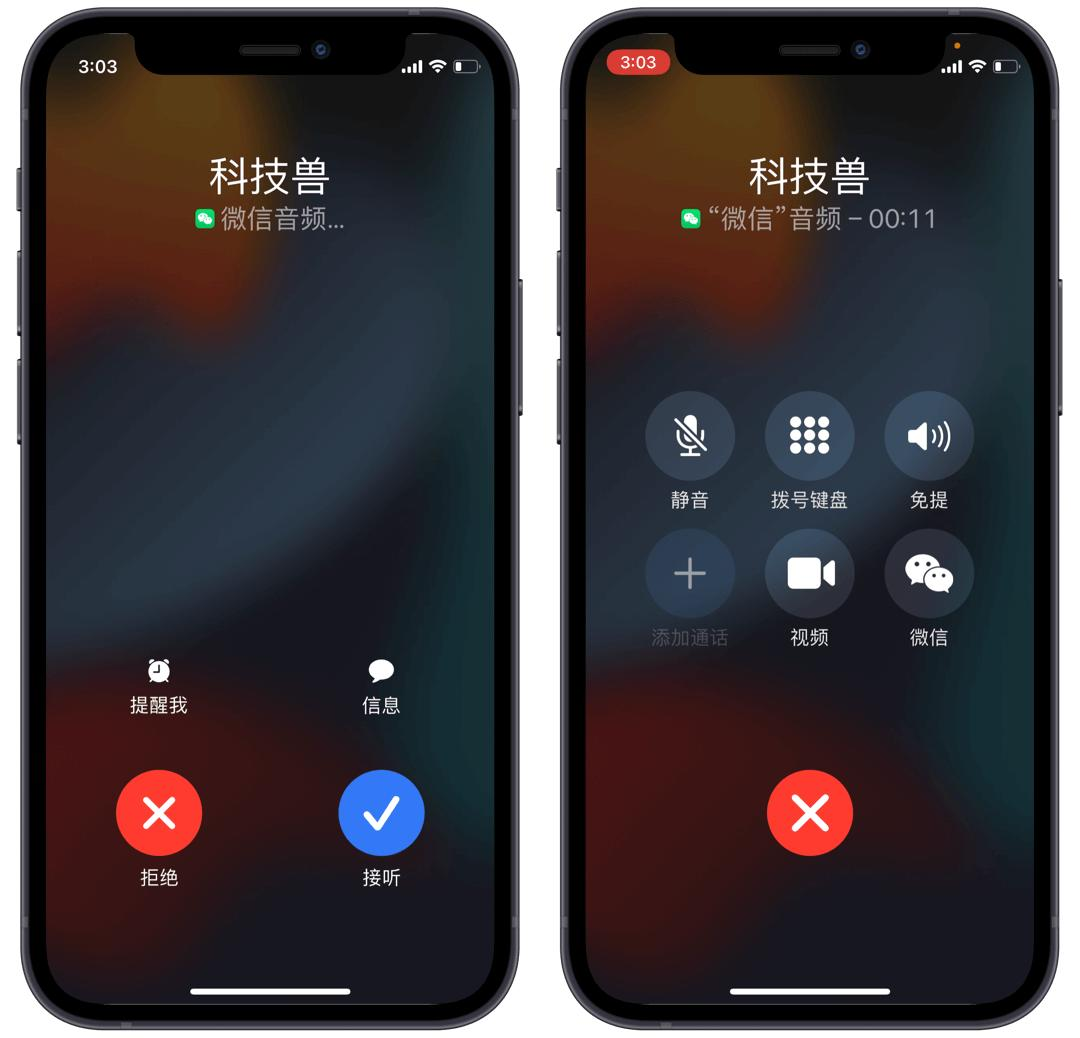 3:03
科技兽
微信音频...
提醒我
信息
拒绝
接听
3:03
科技兽
“微信”音频 – 00:11
静音
拨号键盘
免提
添加通话
视频
微信